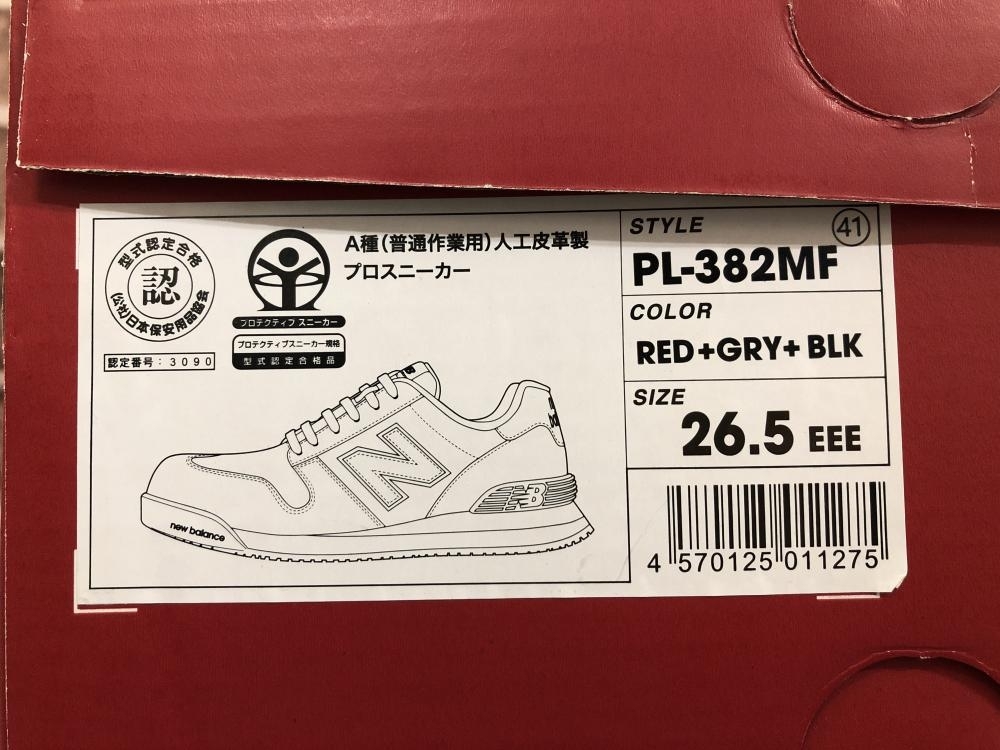 型式認定合格
認
(公社)日本保安用品協会
認定番号：3090
プロテクティブ スニーカー
プロテクティブスニーカー規格
型式認定合格品
A種(普通作業用)人工皮革製
プロスニーカー
STYLE
41
PL-382MF
COLOR
RED+GRY+BLK
SIZE
26.5 EEE
N
NB
new balance
4 570125 011275